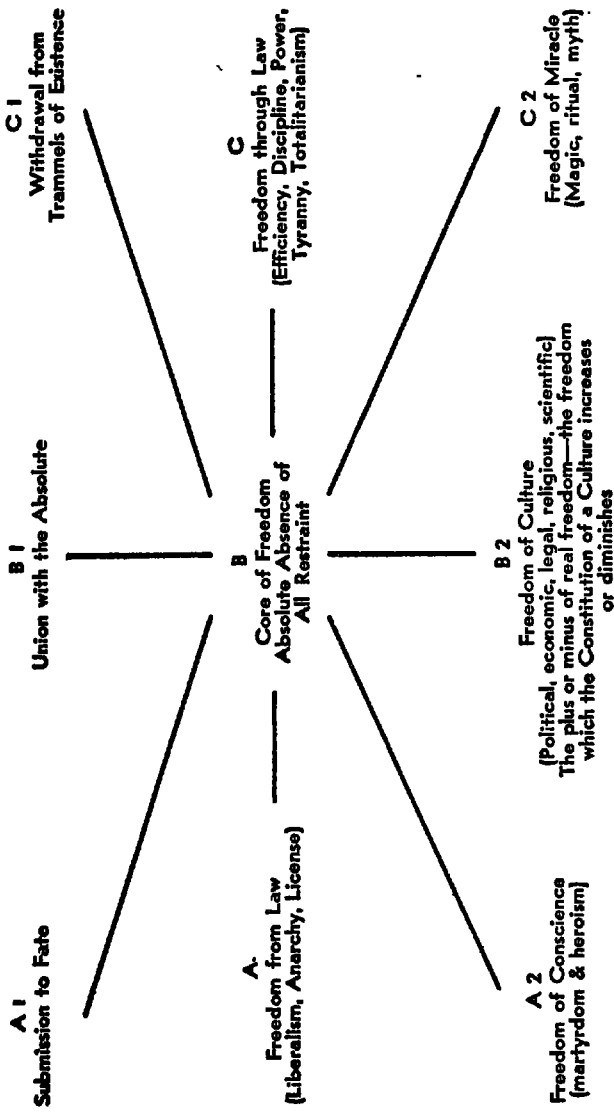 A 1
Submission to Fate
B 1
Union with the Absolute
C 1
Withdrawal from
Trammels of Existence
A.
Freedom from Law
(Liberalism, Anarchy, License)
B
Core of Freedom
Absolute Absence of
All Restraint
C
Freedom through Law
(Efficiency, Discipline, Power,
Tyranny, Totalitarianism)
A 2
Freedom of Conscience
(martyrdom & heroism)
B 2
Freedom of Culture
(Political, economic, legal, religious, scientific)
The plus or minus of real freedom—the freedom
which the Constitution of a Culture increases
or diminishes
C 2
Freedom of Miracle
(Magic, ritual, myth)